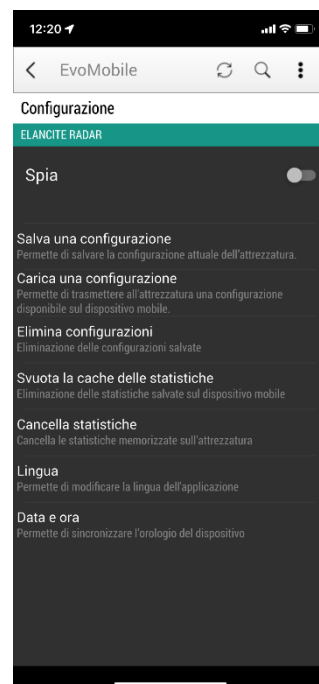 12:20
EvoMobile
Configurazione
ELANCITE RADAR
Spia
Salva una configurazione
Permette di salvare la configurazione attuale dell'attrezzatura.
Carica una configurazione
Permette di trasmettere all'attrezzatura una configurazione
disponibile sul dispositivo mobile.
Elimina configurazioni
Eliminazione delle configurazioni salvate
Svuota la cache delle statistiche
Eliminazione delle statistiche salvate sul dispositivo mobile
Cancella statistiche
Cancella le statistiche memorizzate sull'attrezzatura
Lingua
Permette di modificare la lingua dell'applicazione
Data e ora
Permette di sincronizzare l'orologio del dispositivo